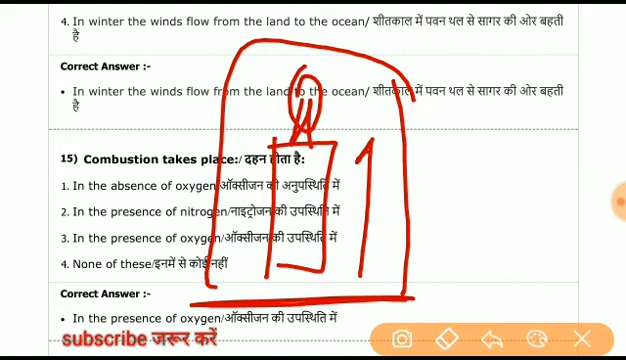 4. In winter the winds flow from the land to the ocean/ शीतकाल में पवन थल से सागर की ओर बहती
है
Correct Answer :-
• In winter the winds flow from the land to the ocean/ शीतकाल में पवन थल से सागर की ओर बहती
है
15) Combustion takes place:/ दहन होता है:
1. In the absence of oxygen/ऑक्सीजन की अनुपस्थिति में
2. In the presence of nitrogen/नाइट्रोजन की उपस्थिति में
3. In the presence of oxygen/ऑक्सीजन की उपस्थिति में
4. None of these/इनमें से कोई नहीं
Correct Answer :-
• In the presence of oxygen/ऑक्सीजन की उपस्थिति में
subscribe जरूर करें